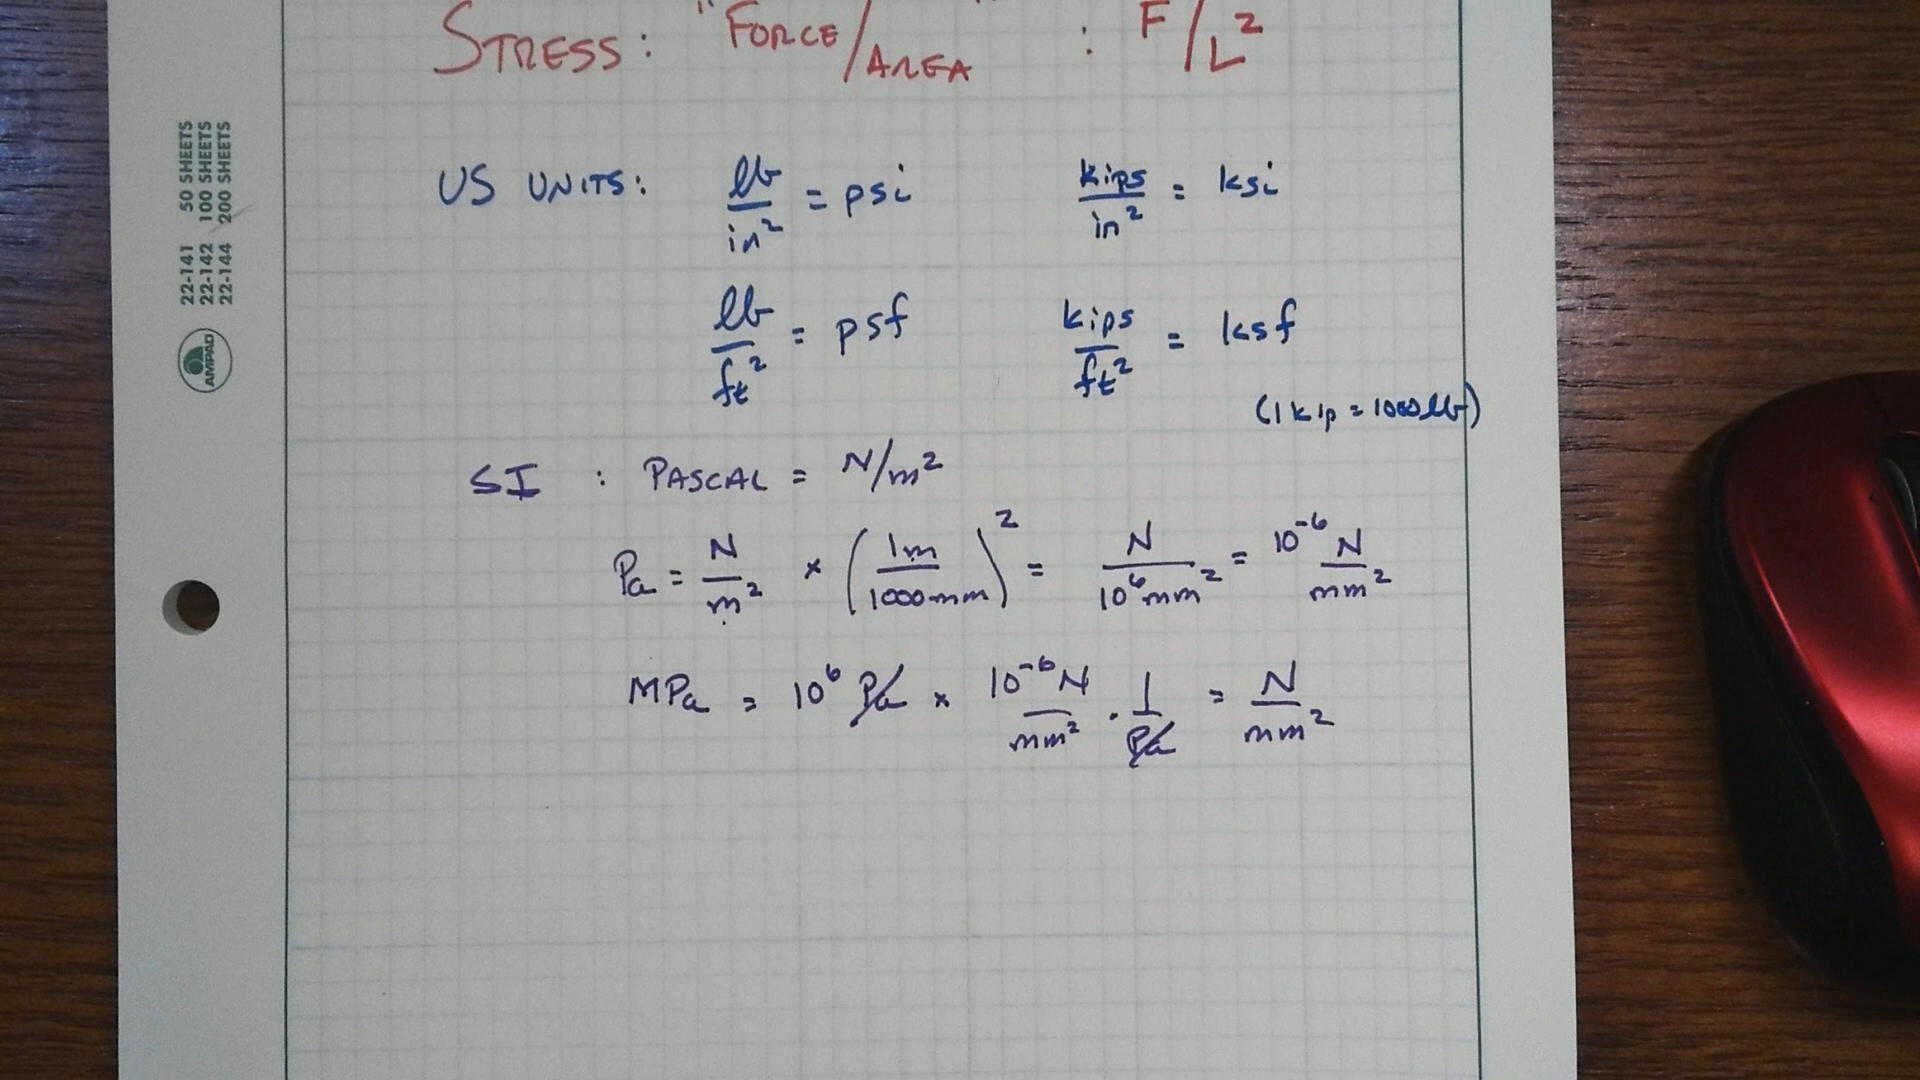 STRESS: "FORCE/AREA" : F/L²
US UNITS: lb/in² = psi kips/in² = ksi
lb/ft² = psf kips/ft² = ksf
(1 kip = 1000 lb)
SI : PASCAL = N/m²
Pa = N/m² × (1m/1000mm)² = N/10⁶mm² = 10⁻⁶ N/mm²
MPa = 10⁶ Pa × 10⁻⁶N/mm² · 1/Pa = N/mm²
22-141 50 SHEETS
22-142 100 SHEETS
22-144 200 SHEETS
AMPAD